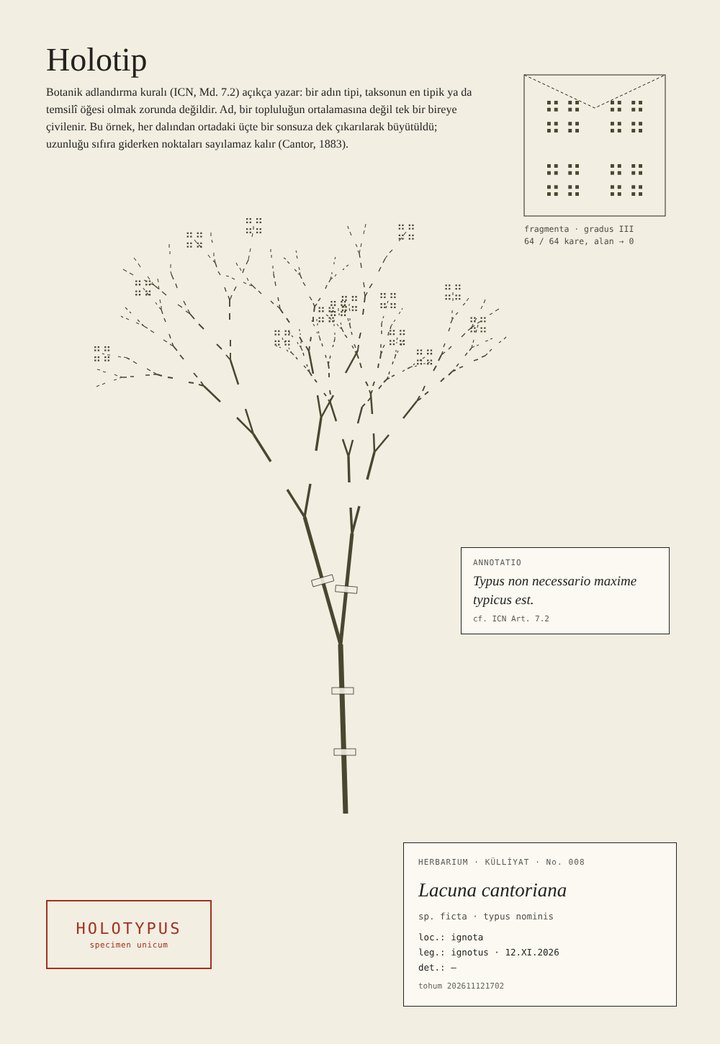 Holotip
Botanik adlandırma kuralı (ICN, Md. 7.2) açıkça yazar: bir adın tipi, taksonun en tipik ya da
temsilî öğesi olmak zorunda değildir. Ad, bir topluluğun ortalamasına değil tek bir bireye
çivilenir. Bu örnek, her dalından ortadaki üçte bir sonsuza dek çıkarılarak büyütüldü;
uzunluğu sıfıra giderken noktaları sayılamaz kalır (Cantor, 1883).
fragmenta · gradus III
64 / 64 kare, alan → 0
ANNOTATIO
Typus non necessario maxime
typicus est.
cf. ICN Art. 7.2
HERBARIUM · KÜLLİYAT · No. 008
Lacuna cantoriana
sp. ficta · typus nominis
loc.: ignota
leg.: ignotus · 12.XI.2026
det.: —
tohum 202611121702
HOLOTYPUS
specimen unicum